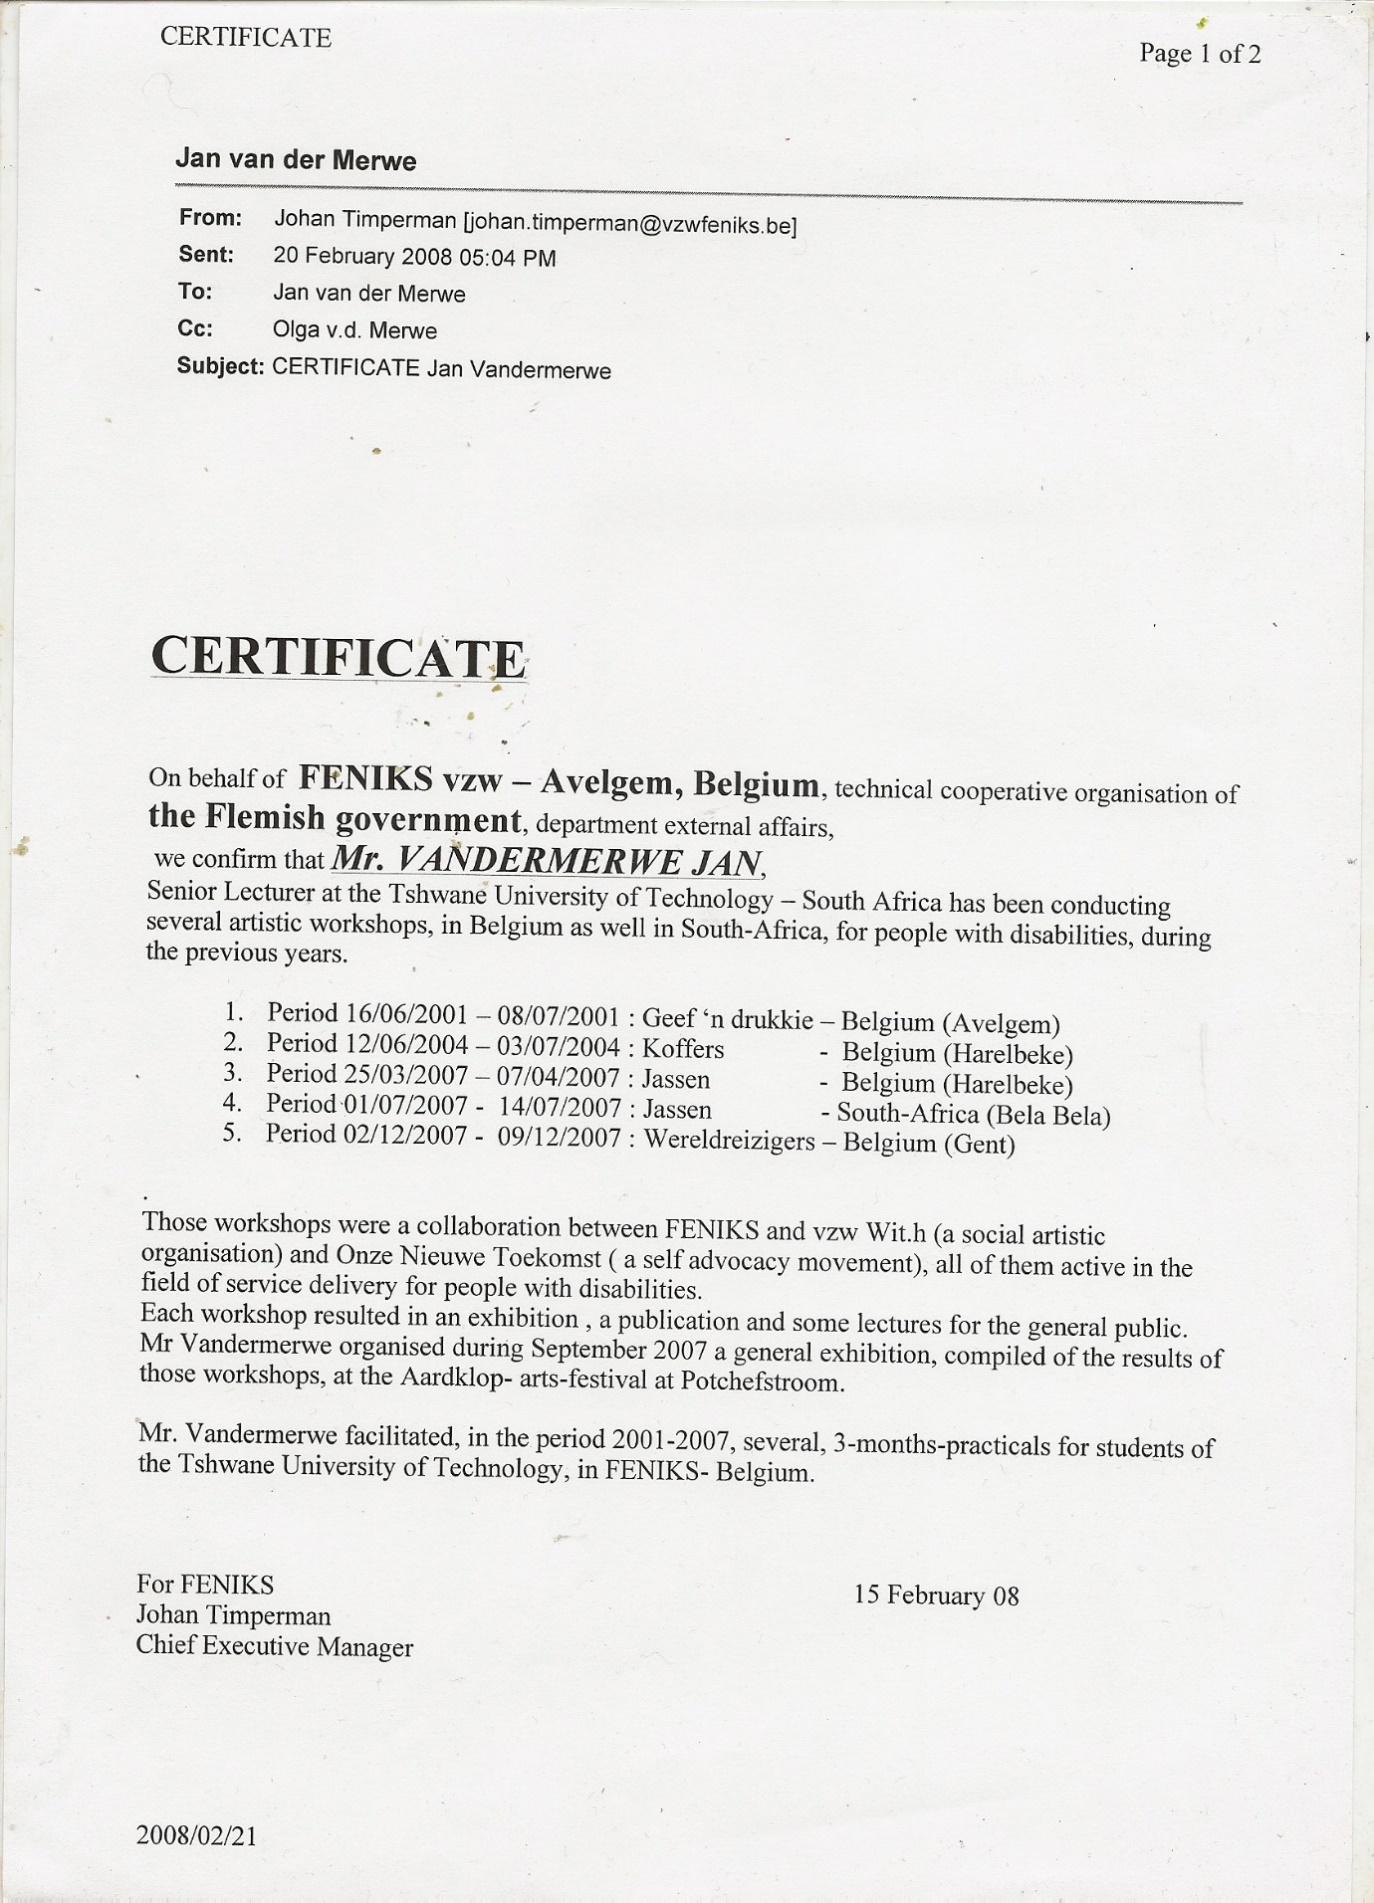 CERTIFICATE
Page 1 of 2
Jan van der Merwe
From: Johan Timperman [johan.timperman@vzwfeniks.be]
Sent: 20 February 2008 05:04 PM
To: Jan van der Merwe
Cc: Olga v.d. Merwe
Subject: CERTIFICATE Jan Vandermerwe
CERTIFICATE
On behalf of FENIKS vzw – Avelgem, Belgium, technical cooperative organisation of
the Flemish government, department external affairs,
we confirm that Mr. VANDERMERWE JAN,
Senior Lecturer at the Tshwane University of Technology – South Africa has been conducting
several artistic workshops, in Belgium as well in South-Africa, for people with disabilities, during
the previous years.
1. Period 16/06/2001 – 08/07/2001 : Geef ‘n drukkie – Belgium (Avelgem)
2. Period 12/06/2004 – 03/07/2004 : Koffers - Belgium (Harelbeke)
3. Period 25/03/2007 – 07/04/2007 : Jassen - Belgium (Harelbeke)
4. Period 01/07/2007 - 14/07/2007 : Jassen - South-Africa (Bela Bela)
5. Period 02/12/2007 - 09/12/2007 : Wereldreizigers – Belgium (Gent)
.
Those workshops were a collaboration between FENIKS and vzw Wit.h (a social artistic
organisation) and Onze Nieuwe Toekomst ( a self advocacy movement), all of them active in the
field of service delivery for people with disabilities.
Each workshop resulted in an exhibition , a publication and some lectures for the general public.
Mr Vandermerwe organised during September 2007 a general exhibition, compiled of the results of
those workshops, at the Aardklop- arts-festival at Potchefstroom.
Mr. Vandermerwe facilitated, in the period 2001-2007, several, 3-months-practicals for students of
the Tshwane University of Technology, in FENIKS- Belgium.
For FENIKS
15 February 08
Johan Timperman
Chief Executive Manager
2008/02/21